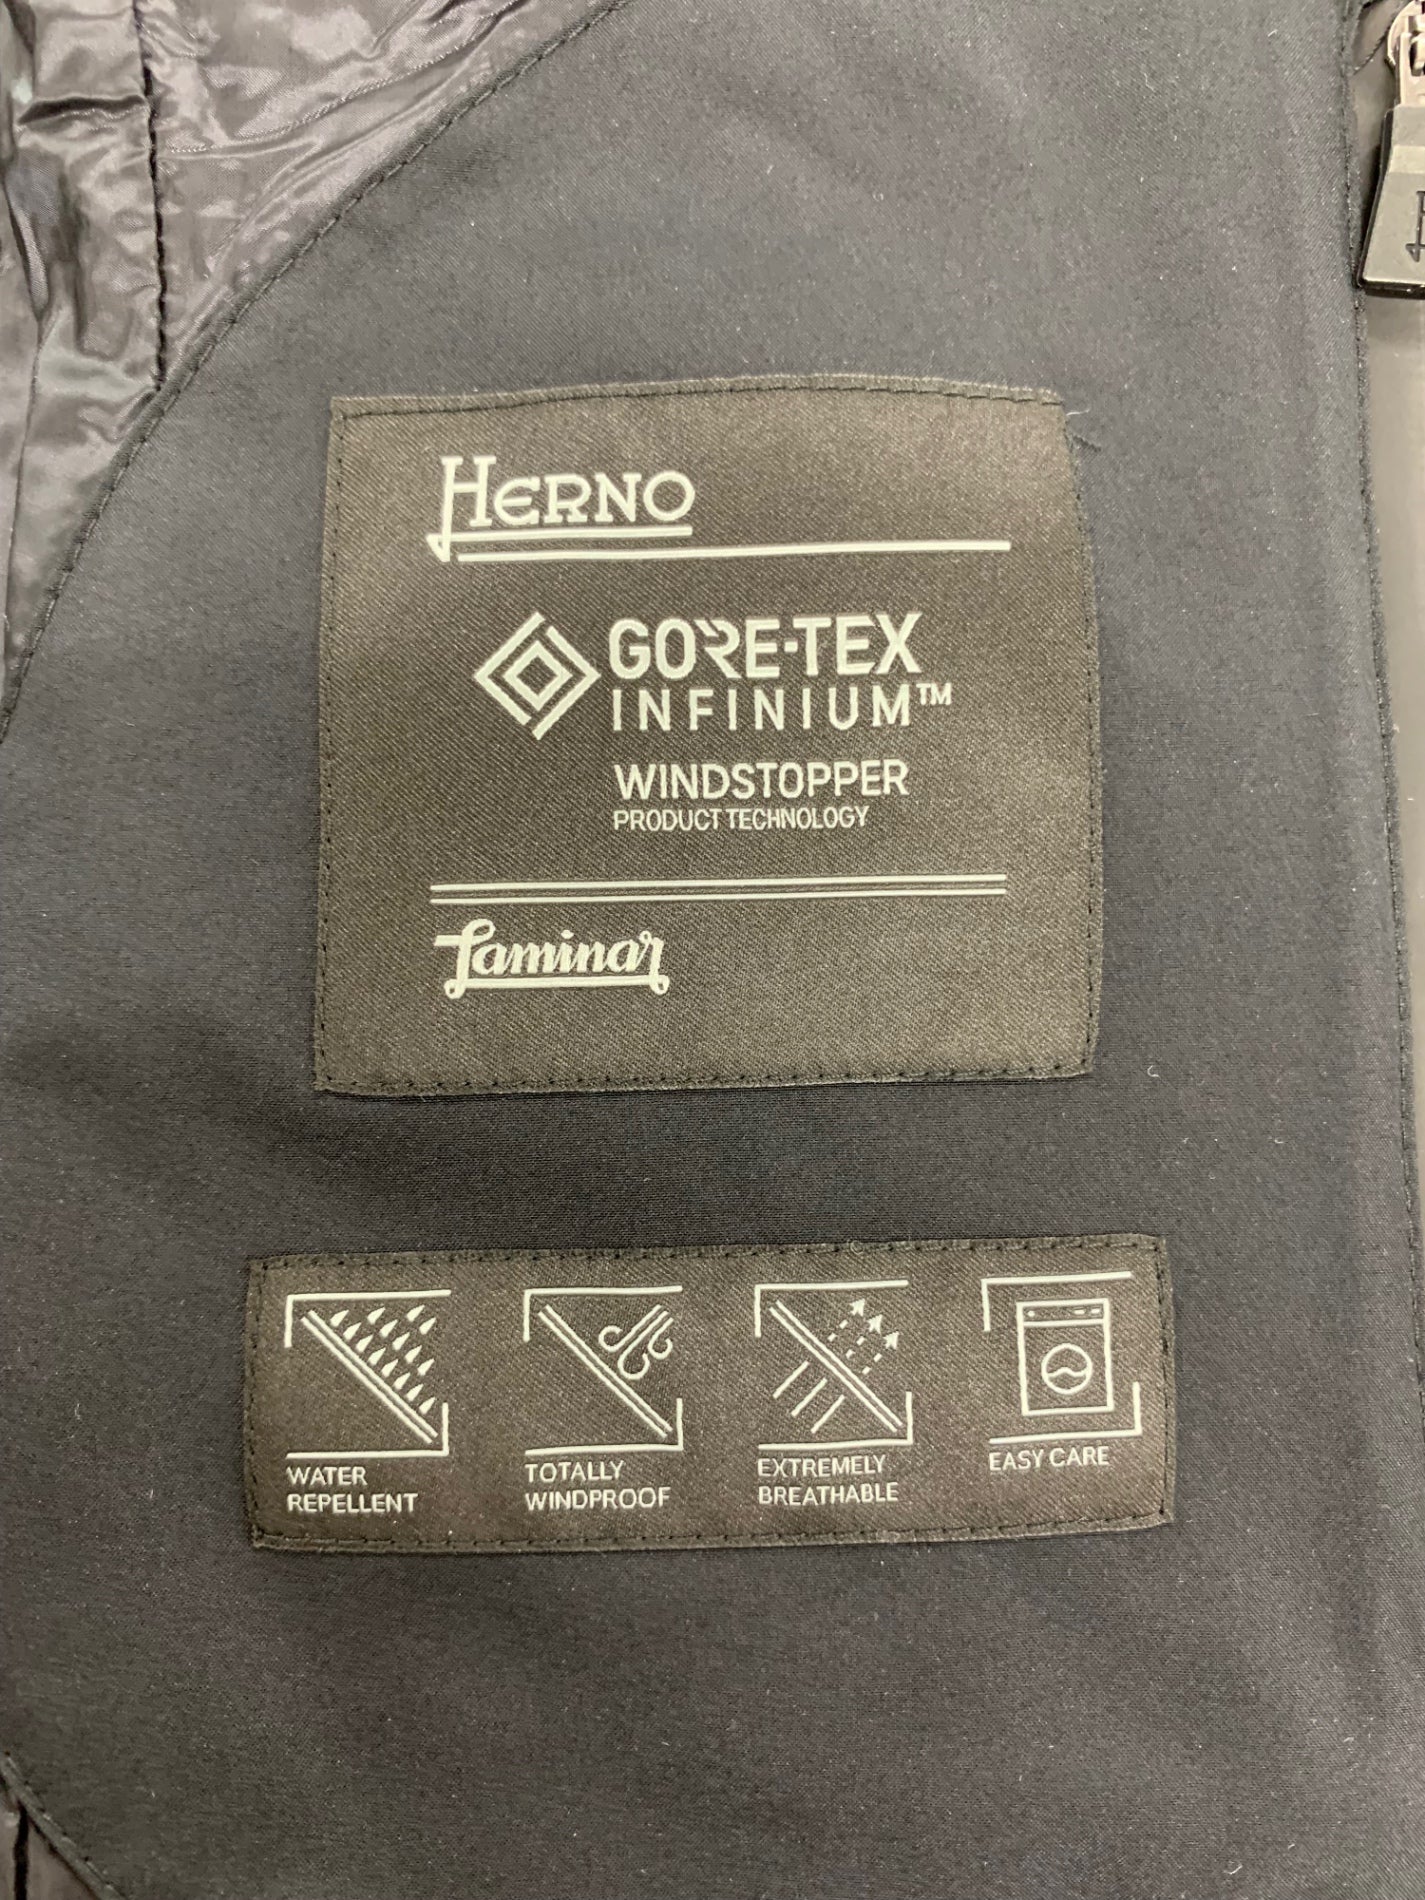 HERNO
GORE-TEX
INFINIUM™
WINDSTOPPER
PRODUCT TECHNOLOGY
Laminar
WATER
REPELLENT
TOTALLY
WINDPROOF
EXTREMELY
BREATHABLE
EASY CARE